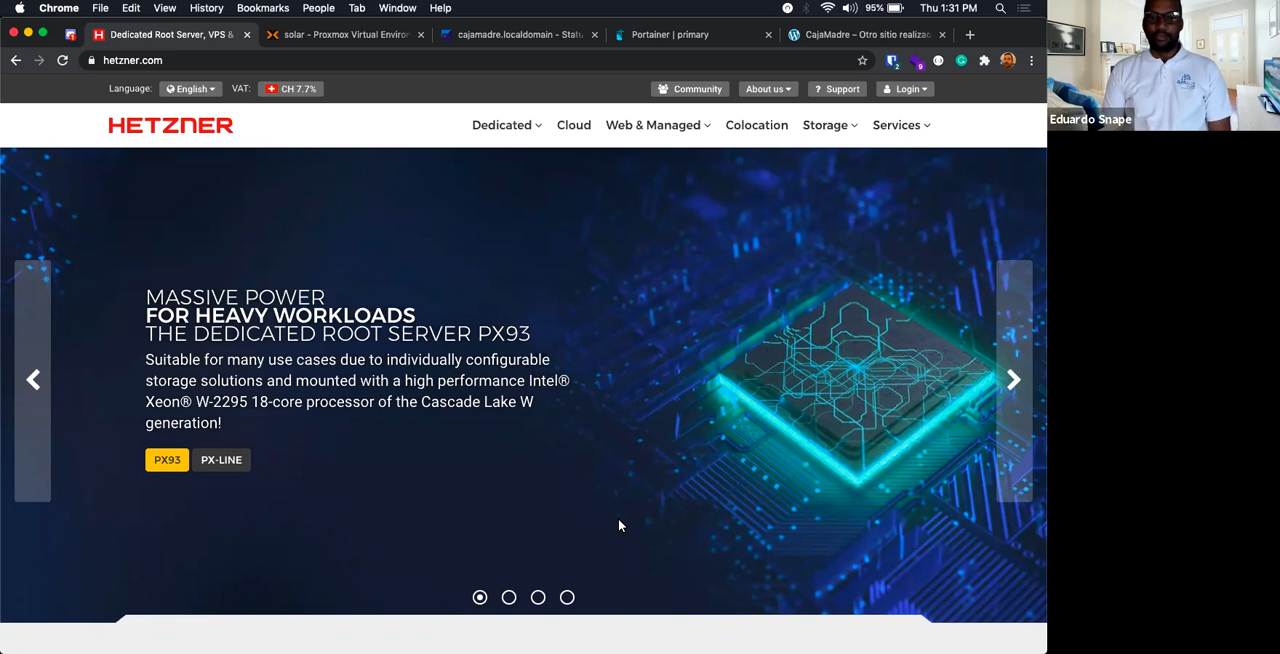 Chrome File Edit View History Bookmarks People Tab Window Help 95% Thu 1:31 PM
Dedicated Root Server, VPS & solar – Proxmox Virtual Enviror cajamadre.localdomain - Statu Portainer | primary CajaMadre – Otro sitio realizac
hetzner.com 2 9
Language: English VAT: CH 7.7% Community About us ? Support Login
HETZNER Dedicated Cloud Web & Managed Colocation Storage Services
MASSIVE POWER
FOR HEAVY WORKLOADS
THE DEDICATED ROOT SERVER PX93
Suitable for many use cases due to individually configurable
storage solutions and mounted with a high performance Intel®
Xeon® W-2295 18-core processor of the Cascade Lake W
generation!
PX93 PX-LINE
Eduardo Snape